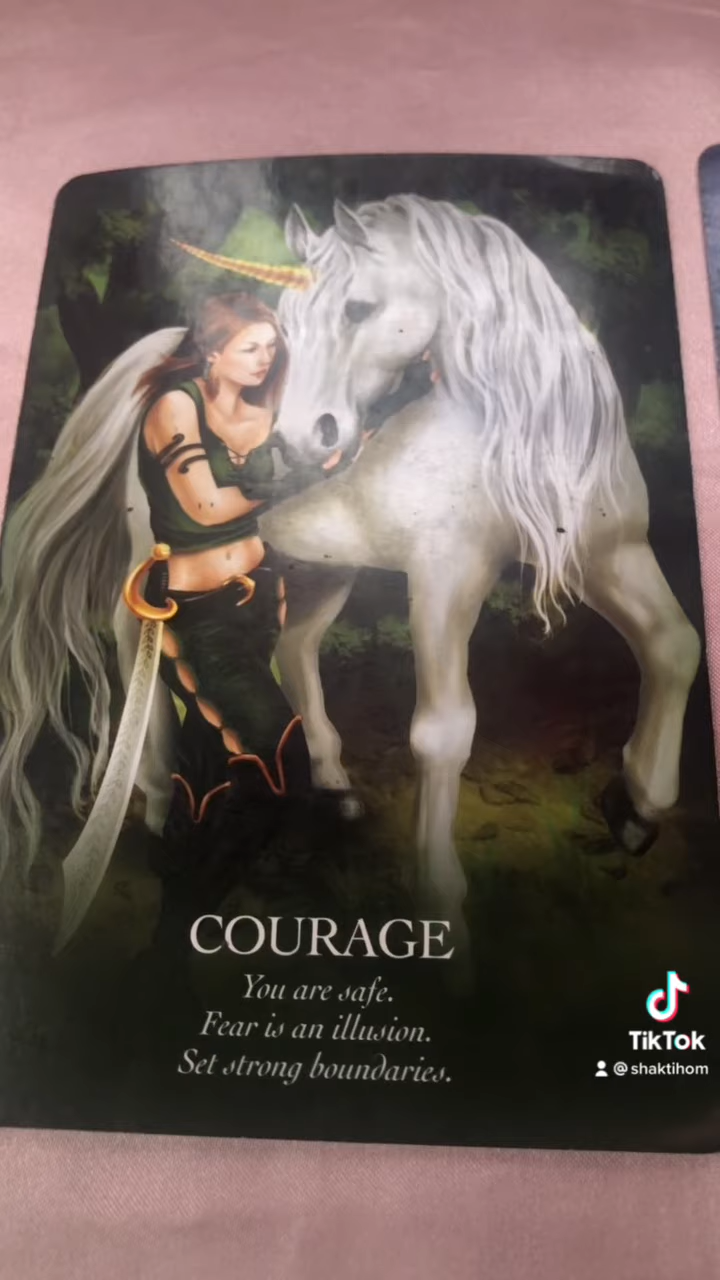 COURAGE
You are safe.
Fear is an illusion.
Set strong boundaries.
TikTok
@shaktihom